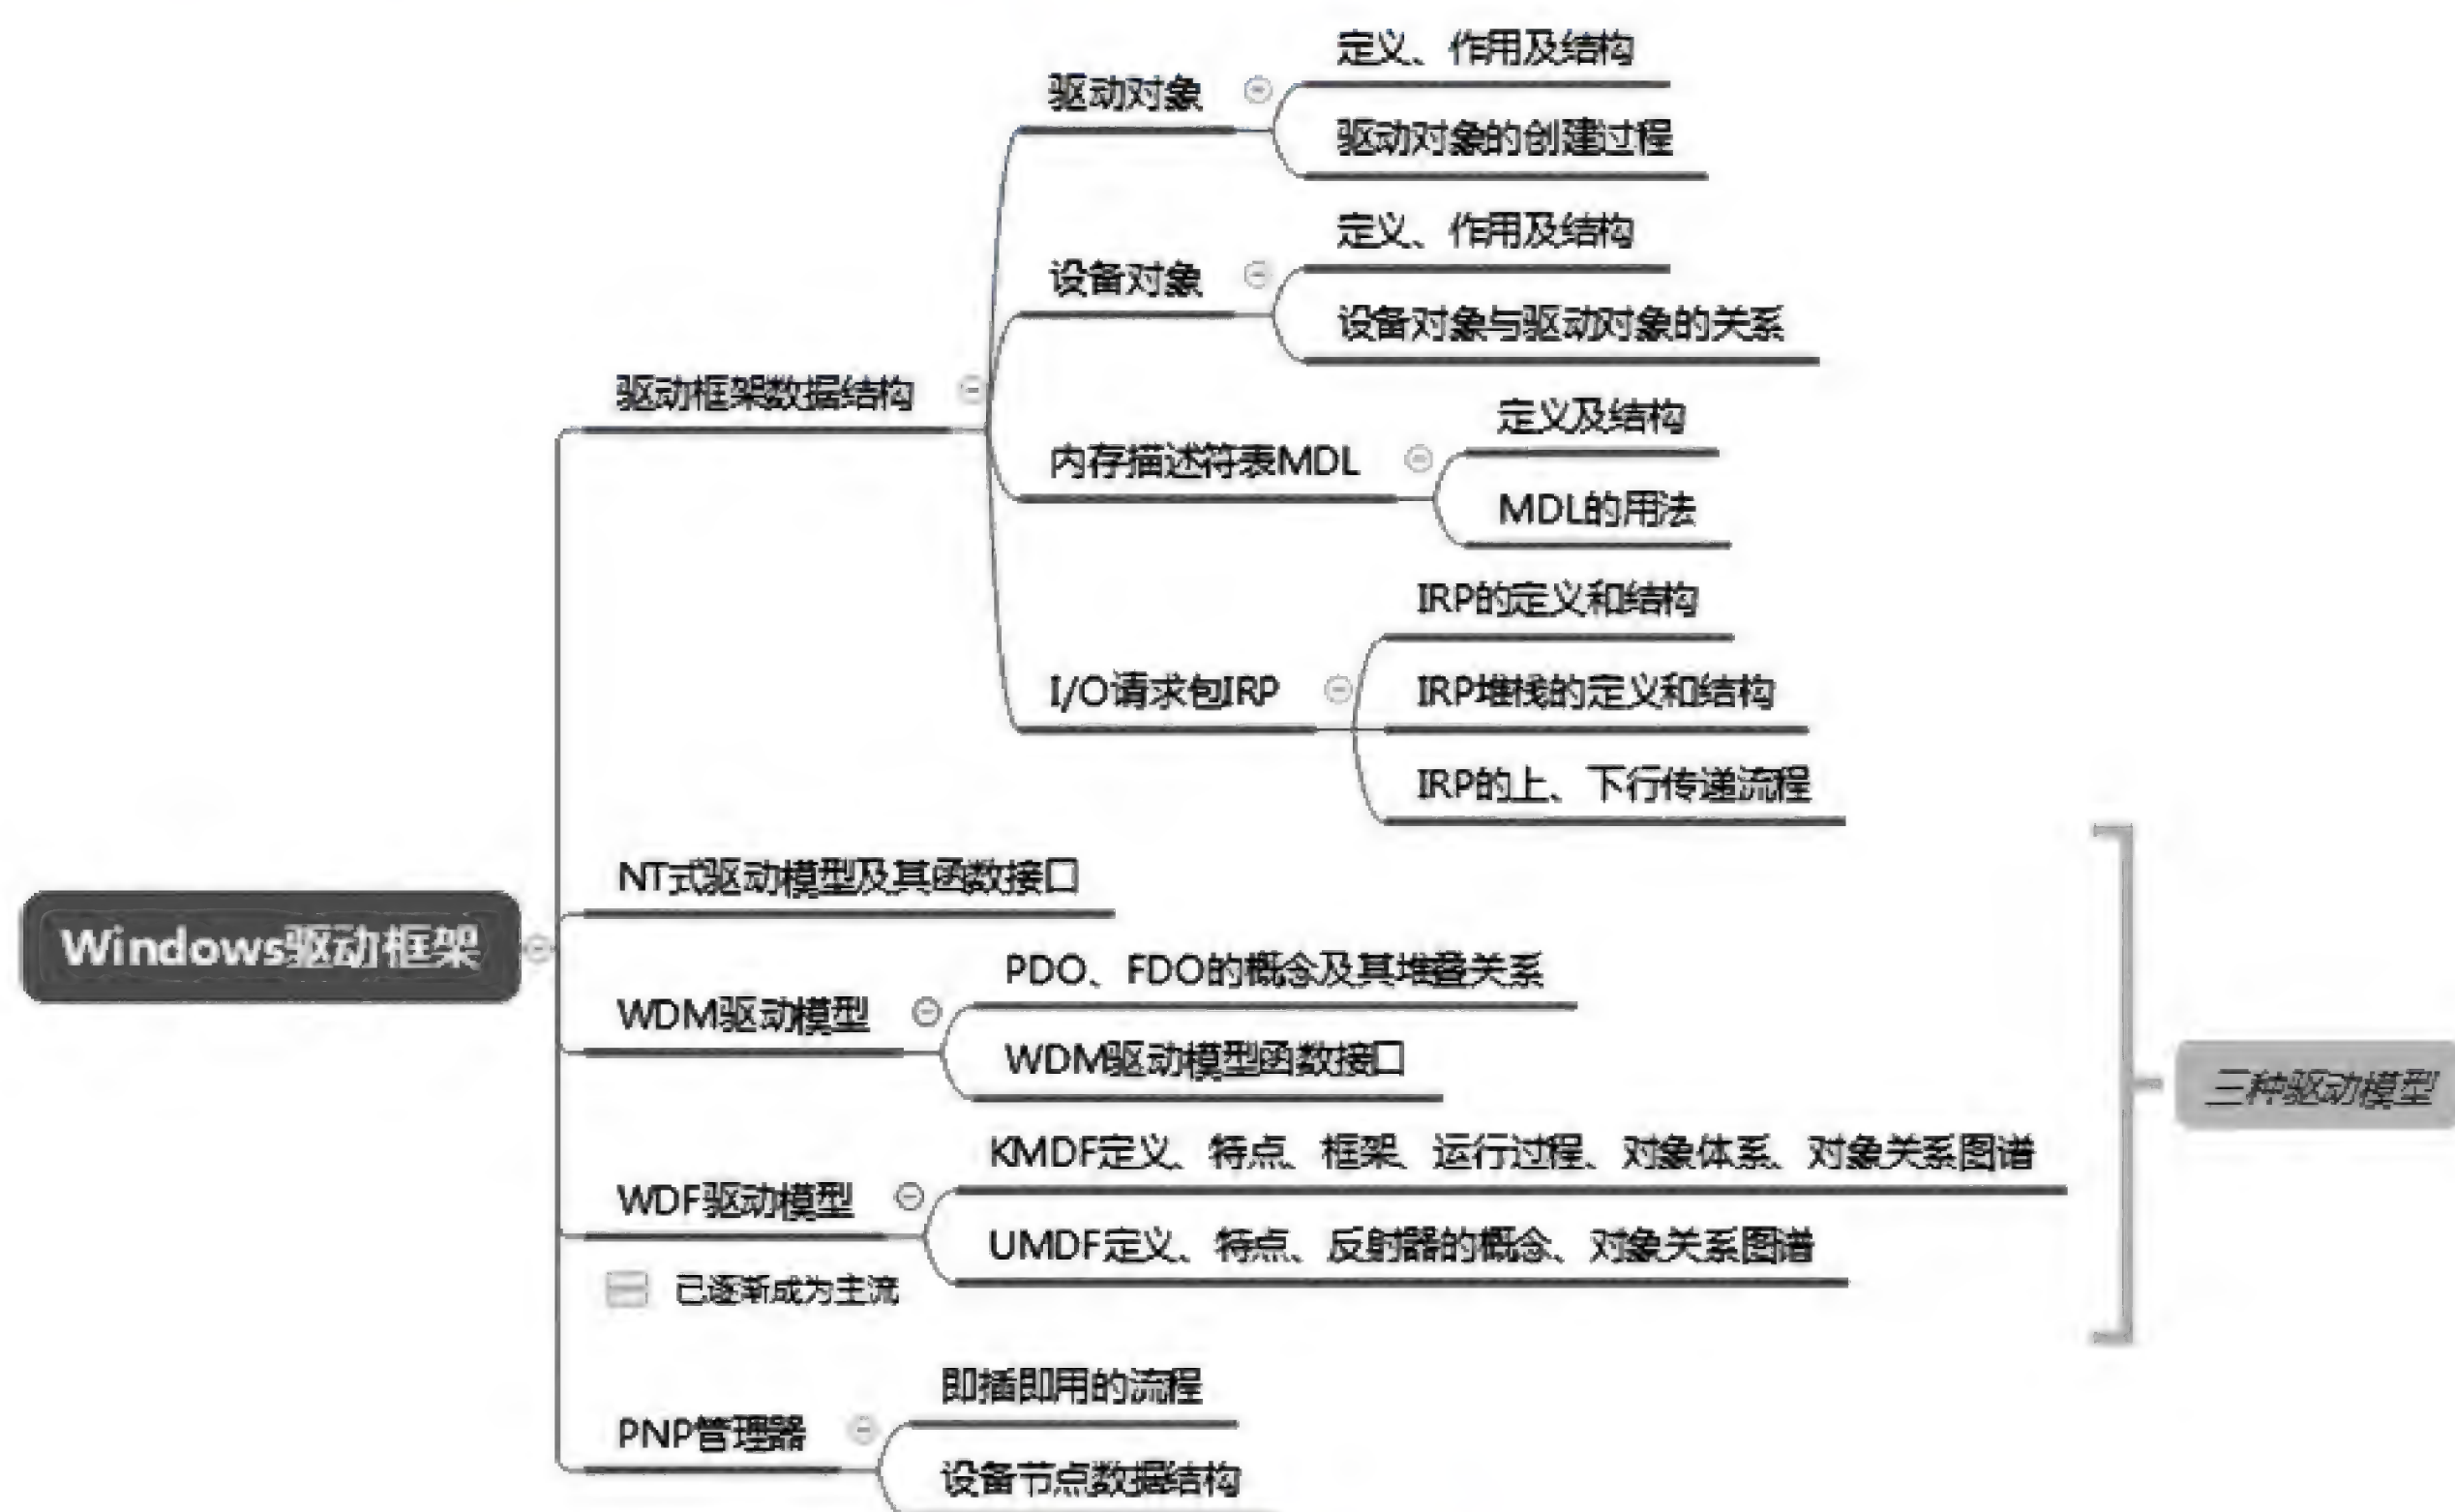 定义、作用及结构
驱动对象
驱动对象的创建过程
定义、作用及结构
设备对象
设备对象与驱动对象的关系
驱动框架数据结构
定义及结构
内存描述符表MDL
MDL的用法
IRP的定义和结构
I/O请求包IRP
IRP堆栈的定义和结构
IRP的上、下行传递流程
NT式驱动模型及其函数接口
Windows驱动框架
PDO、FDO的概念及其堆叠关系
WDM驱动模型
WDM驱动模型函数接口
三种驱动模型
KMDF定义、特点、框架、运行过程、对象体系、对象关系图谱
WDF驱动模型
UMDF定义、特点、反射器的概念、对象关系图谱
已逐渐成为主流
即插即用的流程
PNP管理器
设备节点数据结构